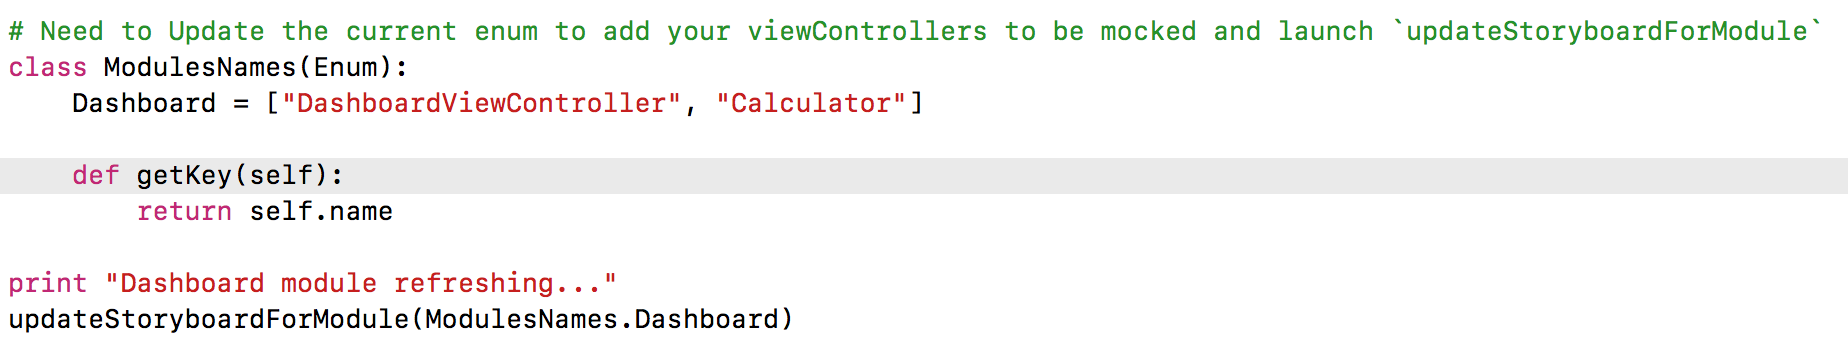 # Need to Update the current enum to add your viewControllers to be mocked and launch `updateStoryboardForModule`
class ModulesNames(Enum):
    Dashboard = ["DashboardViewController", "Calculator"]
    def getKey(self):
        return self.name
print "Dashboard module refreshing..."
updateStoryboardForModule(ModulesNames.Dashboard)